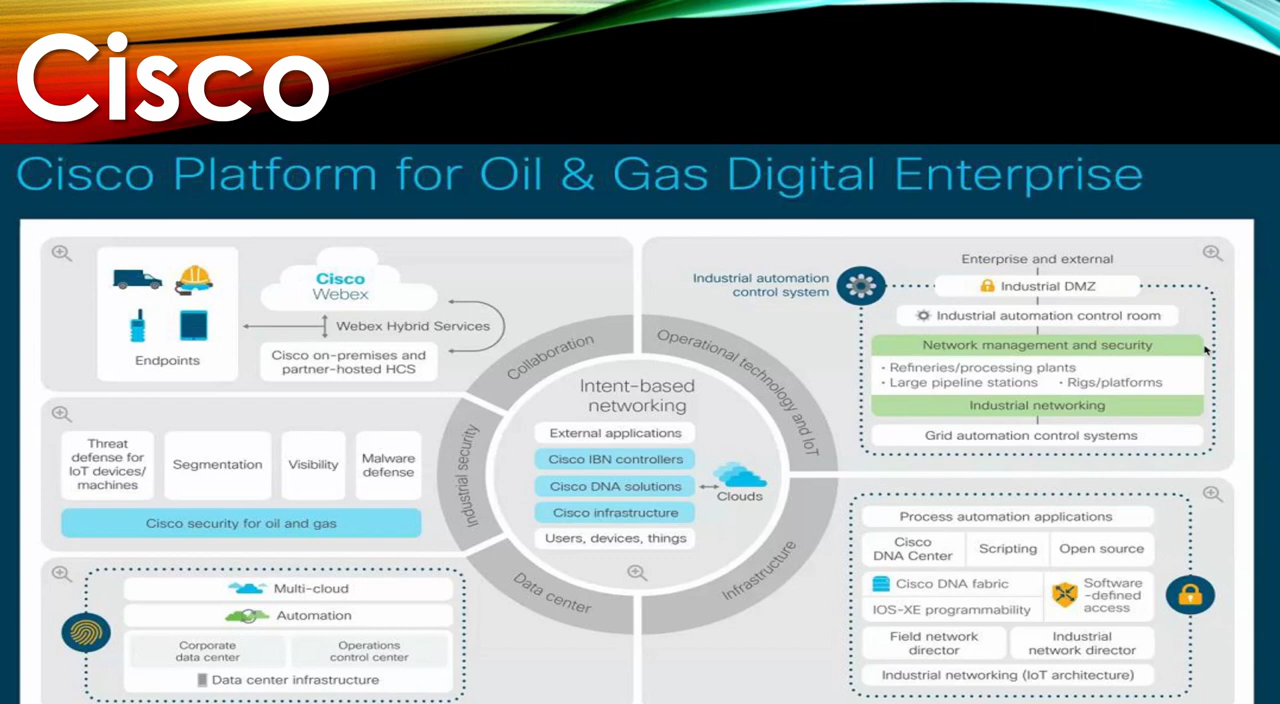 Cisco
Cisco Platform for Oil & Gas Digital Enterprise
Endpoints
Cisco
Webex
Webex Hybrid Services
Cisco on-premises and
partner-hosted HCS
Collaboration
Operational technology and IoT
Industrial automation
control system
Enterprise and external
Industrial DMZ
Industrial automation control room
Network management and security
· Refineries/processing plants
· Large pipeline stations · Rigs/platforms
Industrial networking
Grid automation control systems
Threat
defense for
IoT devices/
machines
Segmentation
Visibility
Malware
defense
Cisco security for oil and gas
Industrial security
Intent-based
networking
External applications
Cisco IBN controllers
Cisco DNA solutions
Cisco infrastructure
Users, devices, things
Clouds
Multi-cloud
Automation
Corporate
data center
Operations
control center
Data center infrastructure
Data center
Infrastructure
Process automation applications
Cisco
DNA Center
Scripting
Open source
Cisco DNA fabric
IOS-XE programmability
Software
-defined
access
Field network
director
Industrial
network director
Industrial networking (IoT architecture)